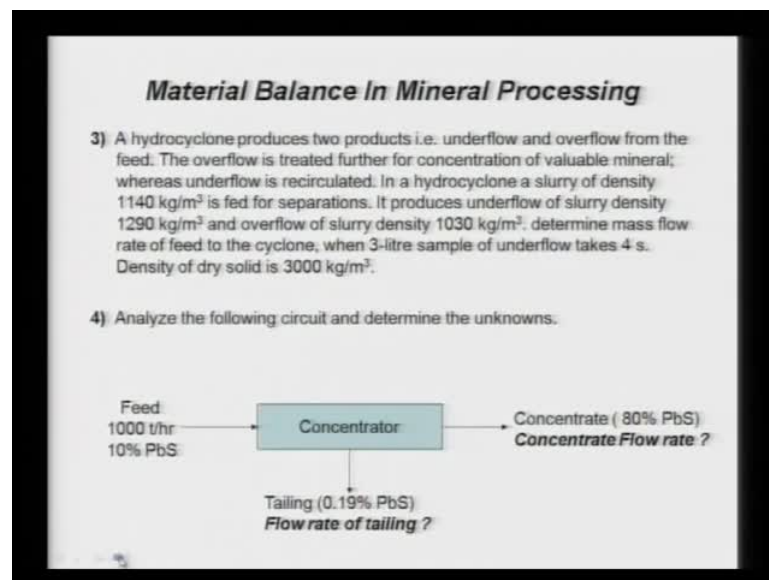 Material Balance In Mineral Processing
3) A hydrocyclone produces two products i.e. underflow and overflow from the
feed. The overflow is treated further for concentration of valuable mineral;
whereas underflow is recirculated. In a hydrocyclone a slurry of density
1140 kg/m³ is fed for separations. It produces underflow of slurry density
1290 kg/m³ and overflow of slurry density 1030 kg/m³. determine mass flow
rate of feed to the cyclone, when 3-litre sample of underflow takes 4 s.
Density of dry solid is 3000 kg/m³.
4) Analyze the following circuit and determine the unknowns.
Feed
1000 t/hr
10% PbS
Concentrator
Concentrate ( 80% PbS)
Concentrate Flow rate ?
Tailing (0.19% PbS)
Flow rate of tailing ?